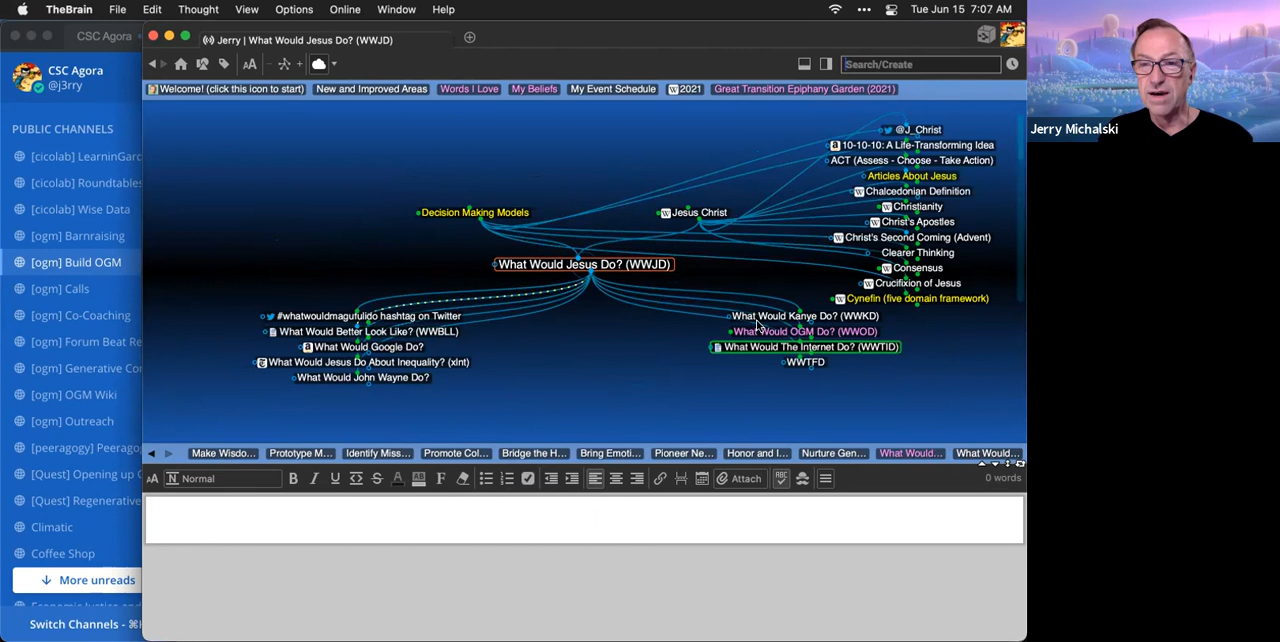 TheBrain File Edit Thought View Options Online Window Help
Tue Jun 15 7:07 AM
CSC Agora
Jerry | What Would Jesus Do? (WWJD)
CSC Agora
@j3rry
AA
Search/Create
Welcome! (click this icon to start) New and Improved Areas Words I Love My Beliefs My Event Schedule 2021 Great Transition Epiphany Garden (2021)
PUBLIC CHANNELS
[cicolab] LearninGard
[cicolab] Roundtables
[cicolab] Wise Data
[ogm] Barnraising
[ogm] Build OGM
[ogm] Calls
[ogm] Co-Coaching
[ogm] Forum Beat Re
[ogm] Generative Co
[ogm] OGM Wiki
[ogm] Outreach
[peeragogy] Peerago
[Quest] Opening up
[Quest] Regenerative
Climatic
Coffee Shop
More unreads
Switch Channels -
@J_Christ
10-10-10: A Life-Transforming Idea
ACT (Assess - Choose - Take Action)
Articles About Jesus
Chalcedonian Definition
Christianity
Christ's Apostles
Christ's Second Coming (Advent)
Clearer Thinking
Consensus
Crucifixion of Jesus
Cynefin (five domain framework)
Decision Making Models
Jesus Christ
What Would Jesus Do? (WWJD)
#whatwouldmagufulido hashtag on Twitter
What Would Better Look Like? (WWBLL)
What Would Google Do?
What Would Jesus Do About Inequality? (xlnt)
What Would John Wayne Do?
What Would Kanye Do? (WWKD)
What Would OGM Do? (WWOD)
What Would The Internet Do? (WWTID)
WWTFD
Make Wisdo... Prototype M... Identify Miss... Promote Col... Bridge the H... Bring Emoti... Pioneer Ne... Honor and I... Nurture Gen... What Would... What Would...
AA N Normal B I U S A AB F Attach ABC
0 words
Jerry Michalski